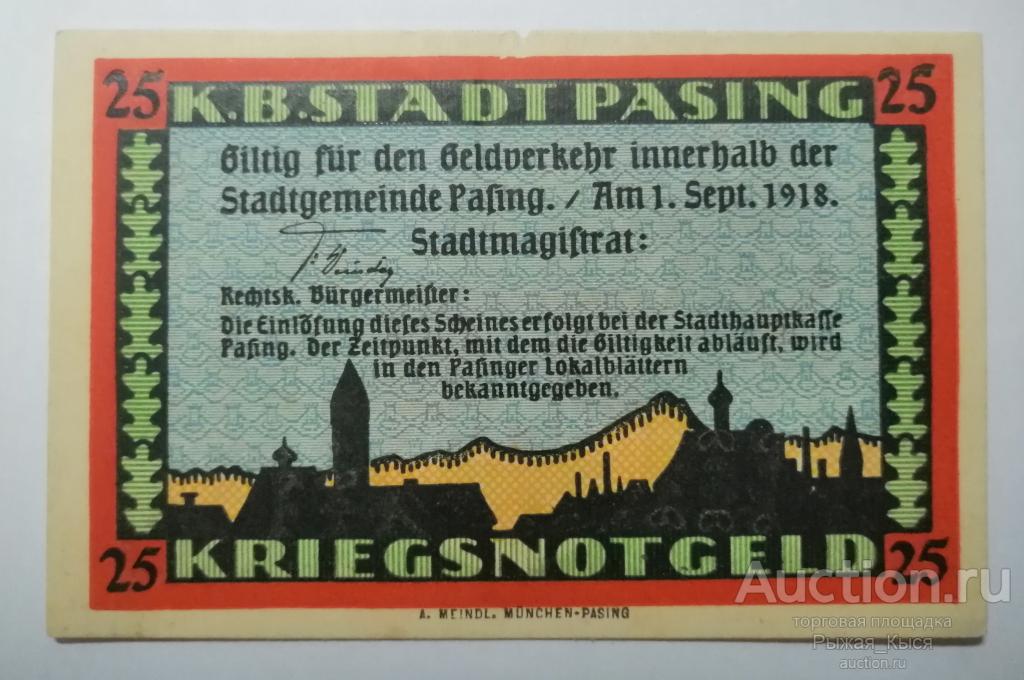 25 25
K.B.STADT PASING
Giltig für den Geldverkehr innerhalb der
Stadtgemeinde Paſing. / Am 1. Sept. 1918.
Stadtmagiſtrat:
Rechtsk. Bürgermeiſter:
Die Einlöſung dieſes Scheines erfolgt bei der Stadthauptkaſſe
Paſing. Der Zeitpunkt, mit dem die Giltigkeit abläuft, wird
in den Paſinger Lokalblättern
bekanntgegeben.
KRIEGSNOTGELD
25 25
A. MEINDL. MÜNCHEN-PASING
Auction.ru
торговая площадка
Рыжая_Кыся
auction.ru